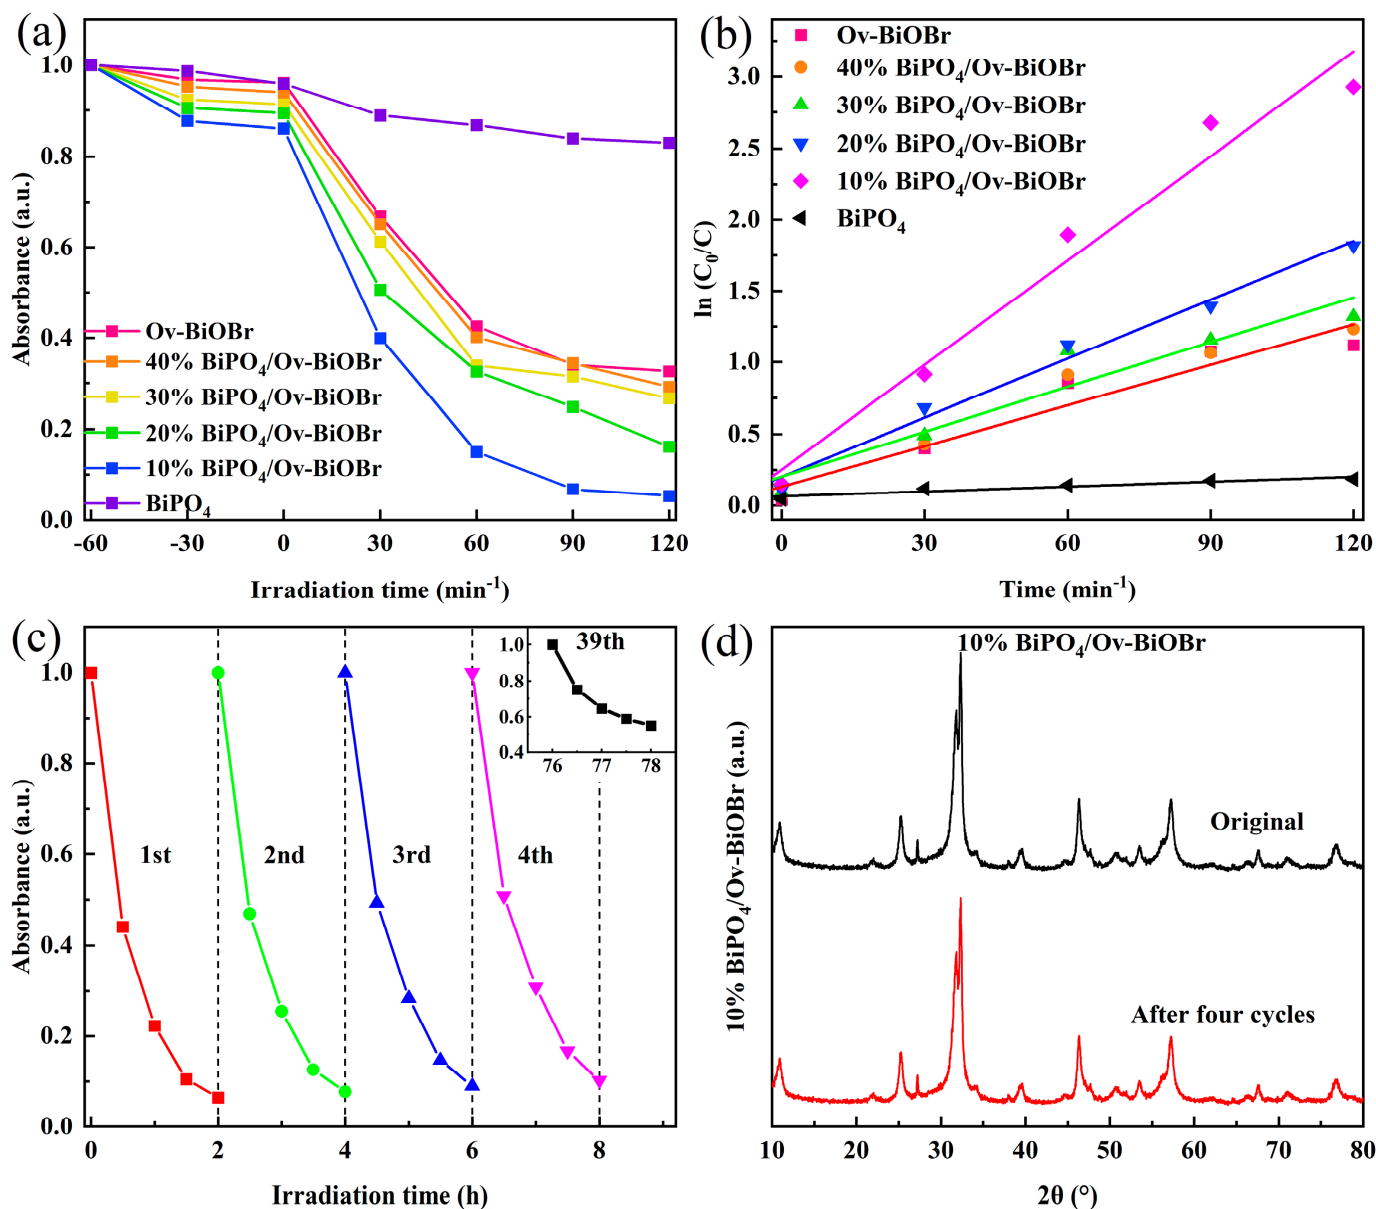 (a)
1.0
0.8
0.6
0.4
0.2
0.0
Absorbance (a.u.)
Ov-BiOBr
40% BiPO₄/Ov-BiOBr
30% BiPO₄/Ov-BiOBr
20% BiPO₄/Ov-BiOBr
10% BiPO₄/Ov-BiOBr
BiPO₄
-60 -30 0 30 60 90 120
Irradiation time (min⁻¹)
(b)
Ov-BiOBr
40% BiPO₄/Ov-BiOBr
30% BiPO₄/Ov-BiOBr
20% BiPO₄/Ov-BiOBr
10% BiPO₄/Ov-BiOBr
BiPO₄
3.0
2.5
2.0
1.5
1.0
0.5
0.0
ln (C₀/C)
0 30 60 90 120
Time (min⁻¹)
(c)
1.0
0.8
0.6
0.4
0.2
0.0
Absorbance (a.u.)
1st
2nd
3rd
4th
39th
1.0
0.8
0.6
0.4
76 77 78
0 2 4 6 8
Irradiation time (h)
(d)
10% BiPO₄/Ov-BiOBr
10% BiPO₄/Ov-BiOBr (a.u.)
Original
After four cycles
10 20 30 40 50 60 70 80
2θ (°)